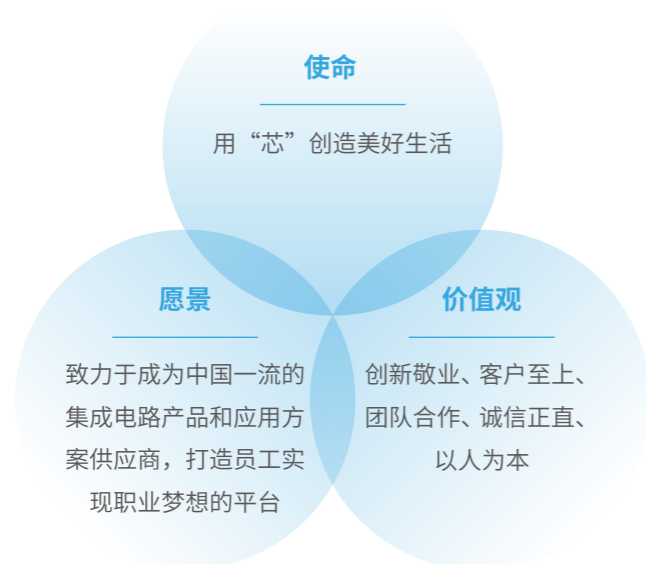 使命
用“芯”创造美好生活
愿景
致力于成为中国一流的
集成电路产品和应用方
案供应商，打造员工实
现职业梦想的平台
价值观
创新敬业、客户至上、
团队合作、诚信正直、
以人为本